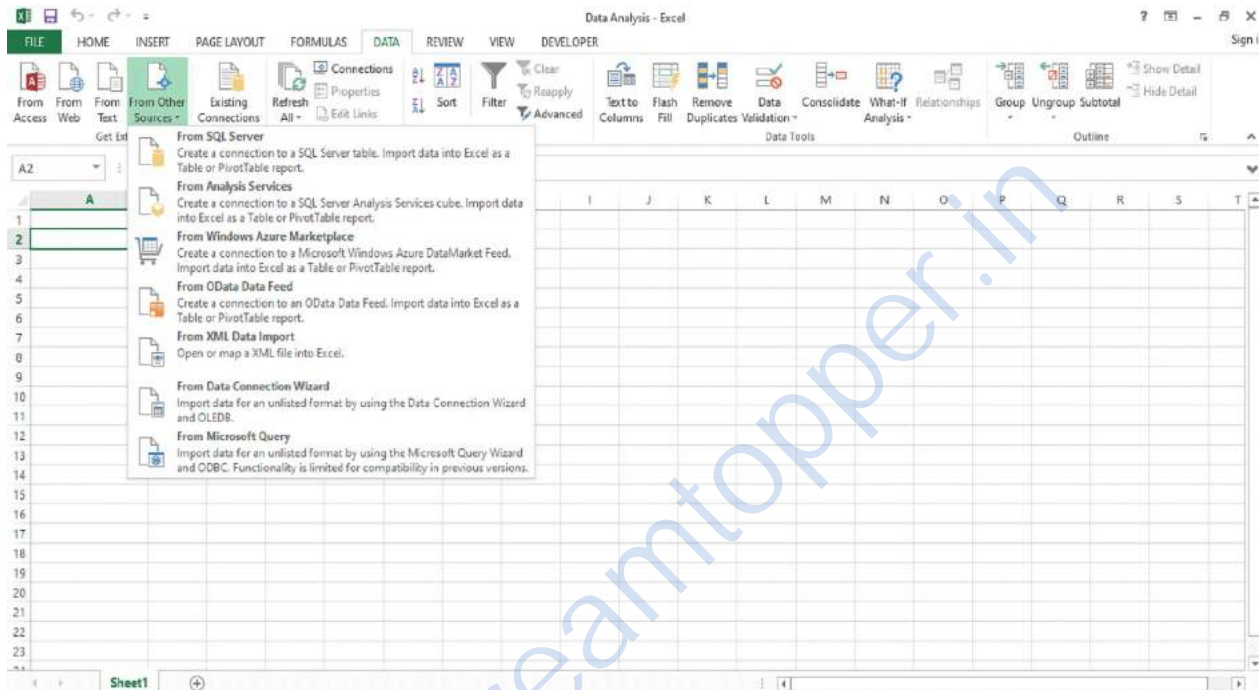 Data Analysis - Excel
FILE HOME INSERT PAGE LAYOUT FORMULAS DATA REVIEW VIEW DEVELOPER Sign i
From Access
From Web
From Text
From Other Sources
Existing Connections
Refresh All
Connections
Properties
Edit Links
Sort
Filter
Clear
Reapply
Advanced
Text to Columns
Flash Fill
Remove Duplicates
Data Validation
Consolidate
What-If Analysis
Relationships
Group
Ungroup
Subtotal
Show Detail
Hide Detail
Get Ext
Data Tools
Outline
A2
From SQL Server
Create a connection to a SQL Server table. Import data into Excel as a
Table or PivotTable report.
From Analysis Services
Create a connection to a SQL Server Analysis Services cube. Import data
into Excel as a Table or PivotTable report.
From Windows Azure Marketplace
Create a connection to a Microsoft Windows Azure DataMarket Feed.
Import data into Excel as a Table or PivotTable report.
From OData Data Feed
Create a connection to an OData Data Feed. Import data into Excel as a
Table or PivotTable report.
From XML Data Import
Open or map a XML file into Excel.
From Data Connection Wizard
Import data for an unlisted format by using the Data Connection Wizard
and OLEDB.
From Microsoft Query
Import data for an unlisted format by using the Microsoft Query Wizard
and ODBC. Functionality is limited for compatibility in previous versions.
A I J K L M N O P Q R S T
1
2
3
4
5
6
7
8
9
10
11
12
13
14
15
16
17
18
19
20
21
22
23
Sheet1
reamtopper.in